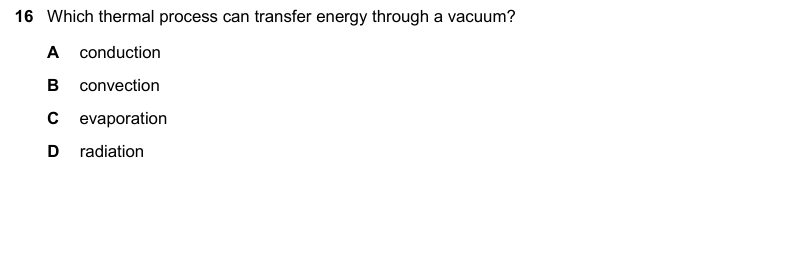 16 Which thermal process can transfer energy through a vacuum?
A conduction
B convection
C evaporation
D radiation